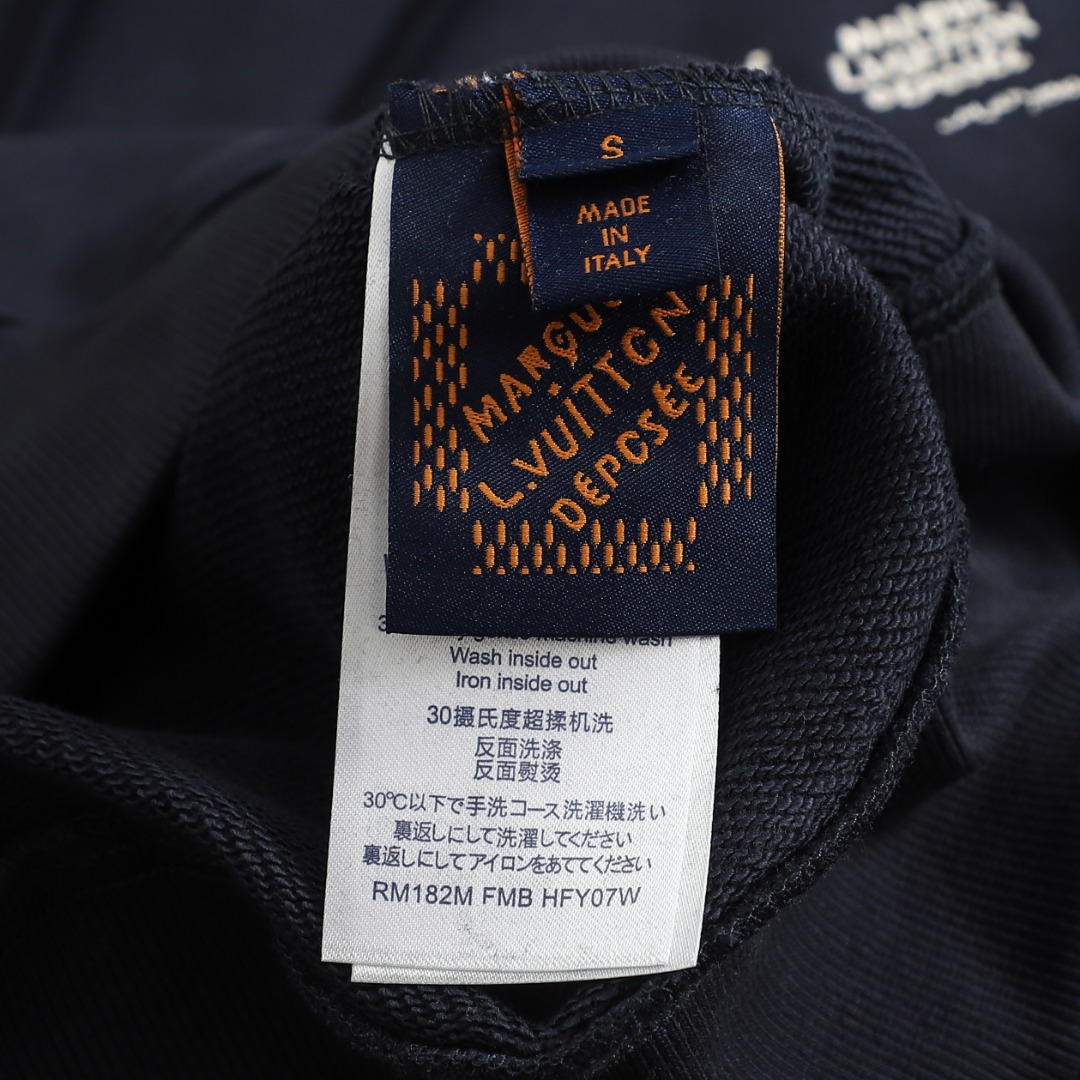 S
MADE
IN
ITALY
L.VUITTON
DÉPOSÉE
machine wash
Wash inside out
Iron inside out
30摄氏度超揉机洗
反面洗涤
反面熨烫
30℃以下で手洗コース洗濯機洗い
裏返しにして洗濯してください
裏返しにしてアイロンをあててください
RM182M FMB HFY07W